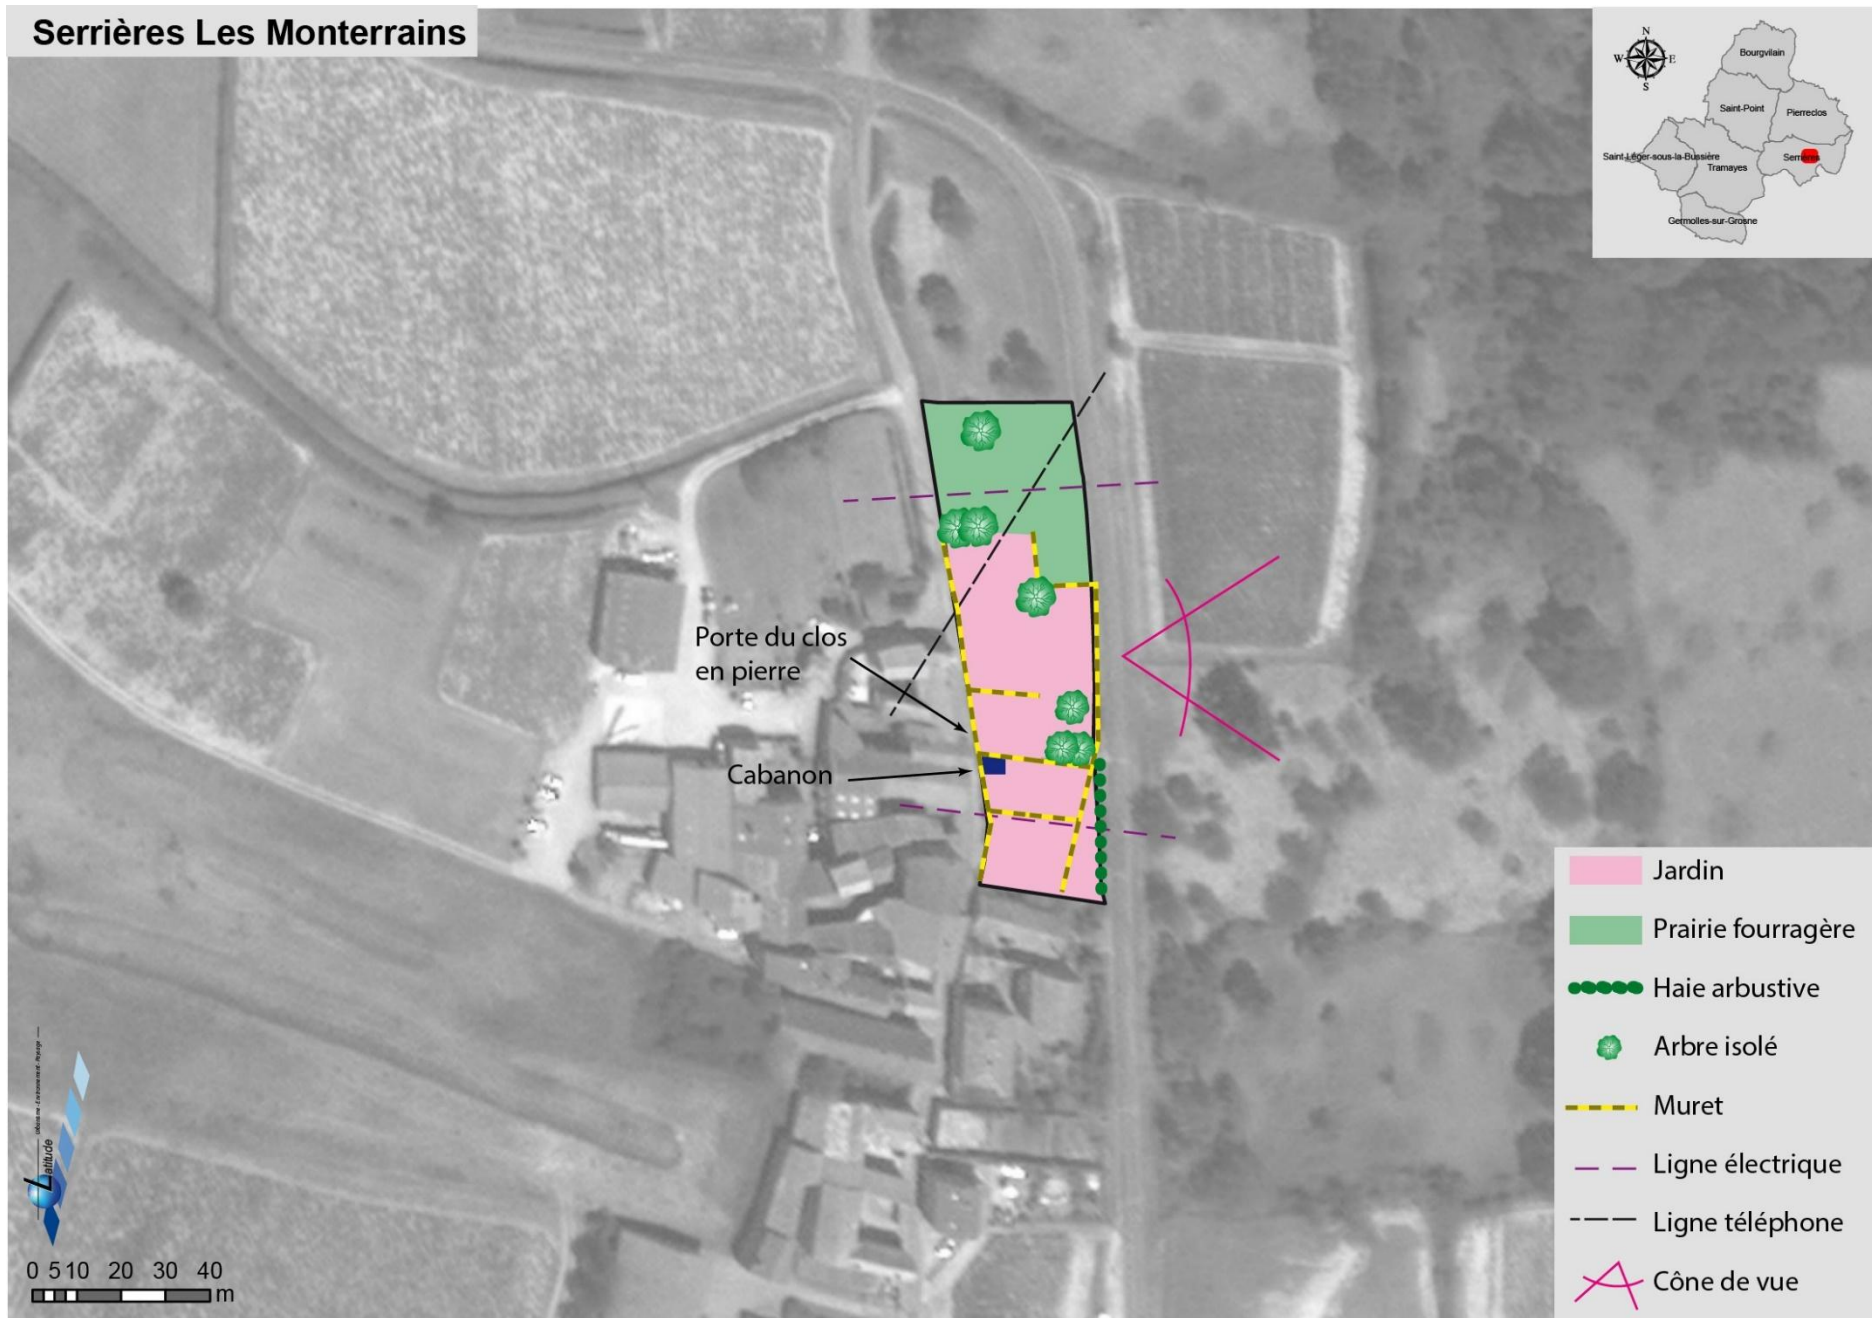 Serrières Les Monterrains
N
W E
S
Bourgvilain
Saint-Point
Pierreclos
Saint-Léger-sous-la-Bussière
Serrières
Tramayes
Germolles-sur-Grosne
Porte du clos
en pierre
Cabanon
Jardin
Prairie fourragère
Haie arbustive
Arbre isolé
Muret
Ligne électrique
Ligne téléphone
Cône de vue
Latitude
0 5 10 20 30 40
m